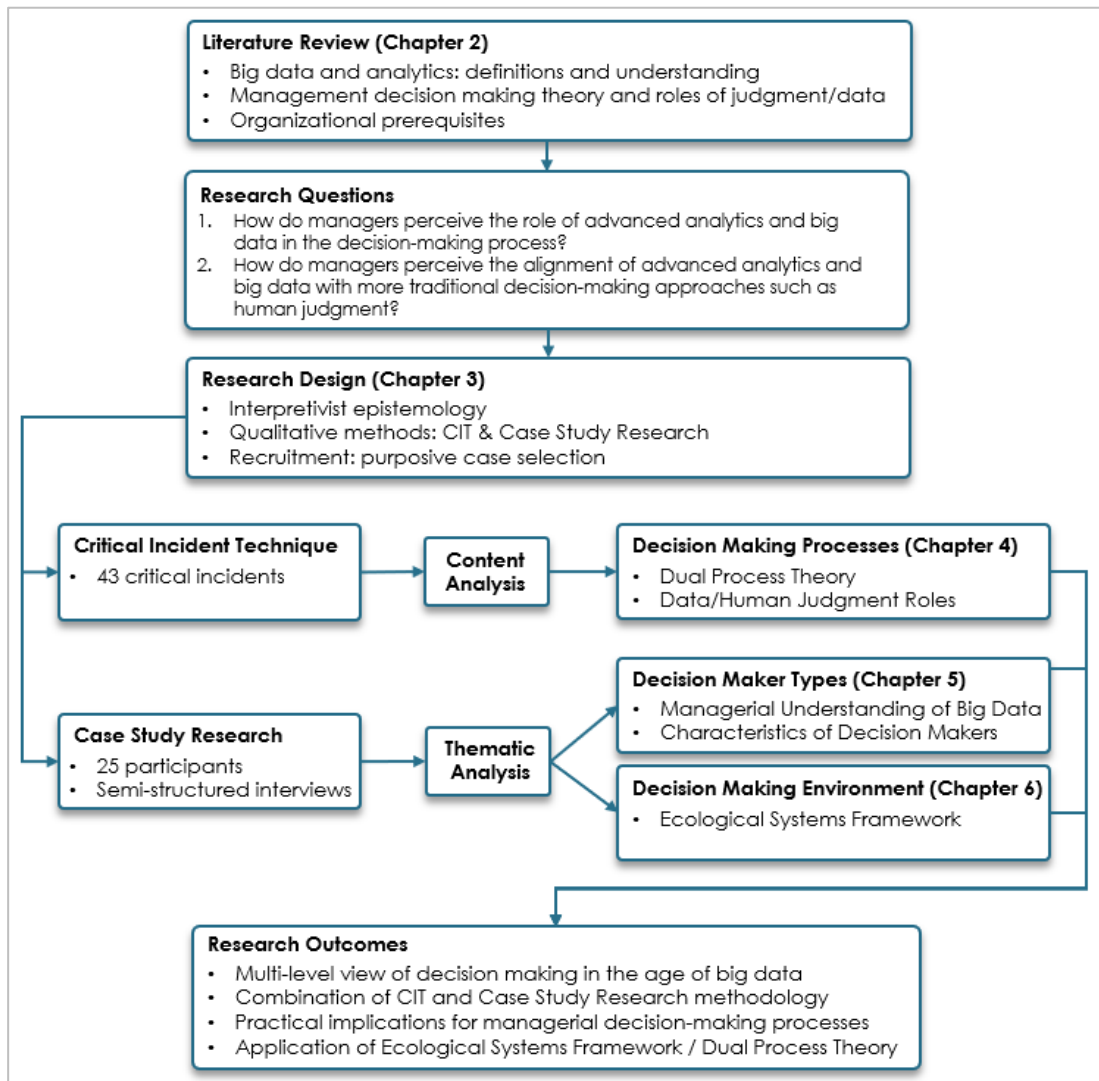 Literature Review (Chapter 2)
• Big data and analytics: definitions and understanding
• Management decision making theory and roles of judgment/data
• Organizational prerequisites
Research Questions
1. How do managers perceive the role of advanced analytics and big
data in the decision-making process?
2. How do managers perceive the alignment of advanced analytics and
big data with more traditional decision-making approaches such as
human judgment?
Research Design (Chapter 3)
• Interpretivist epistemology
• Qualitative methods: CIT & Case Study Research
• Recruitment: purposive case selection
Critical Incident Technique
• 43 critical incidents
Content
Analysis
Decision Making Processes (Chapter 4)
• Dual Process Theory
• Data/Human Judgment Roles
Case Study Research
• 25 participants
• Semi-structured interviews
Thematic
Analysis
Decision Maker Types (Chapter 5)
• Managerial Understanding of Big Data
• Characteristics of Decision Makers
Decision Making Environment (Chapter 6)
• Ecological Systems Framework
Research Outcomes
• Multi-level view of decision making in the age of big data
• Combination of CIT and Case Study Research methodology
• Practical implications for managerial decision-making processes
• Application of Ecological Systems Framework / Dual Process Theory